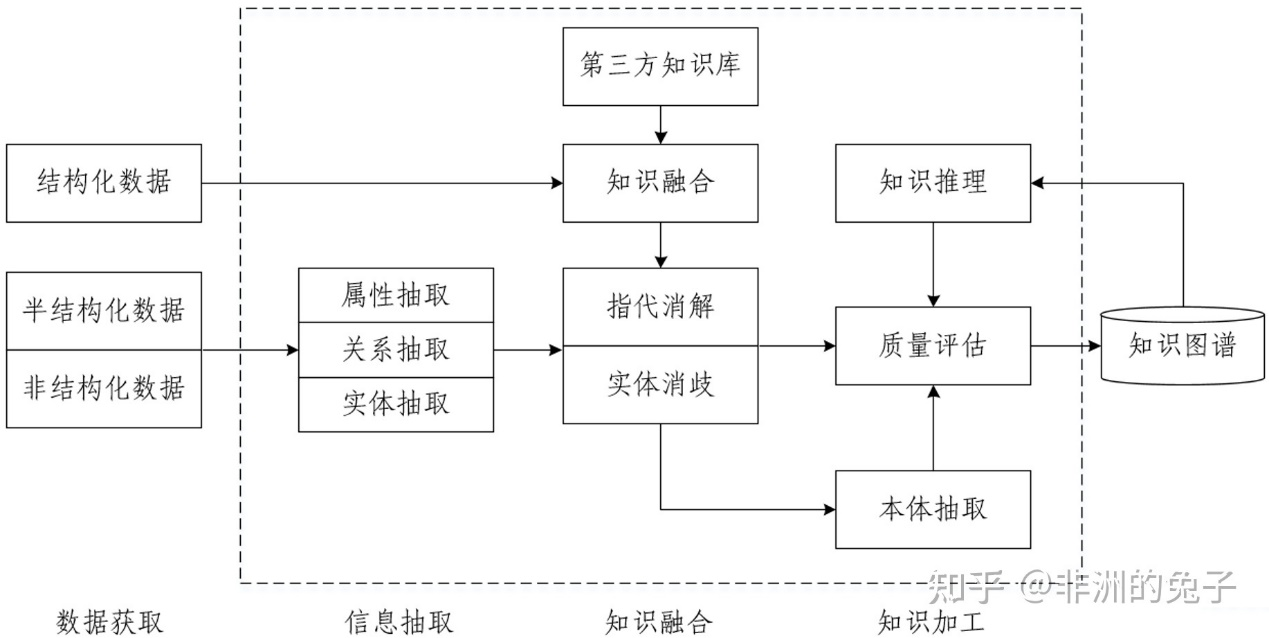 第三方知识库
结构化数据
知识融合
知识推理
半结构化数据
非结构化数据
属性抽取
关系抽取
实体抽取
指代消解
实体消歧
质量评估
知识图谱
本体抽取
知乎 @非洲的兔子
数据获取
信息抽取
知识融合
知识加工